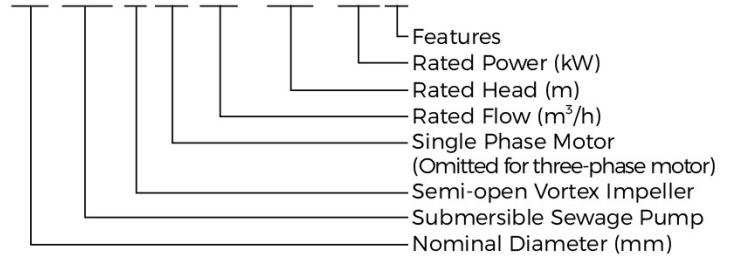 Features
Rated Power (kW)
Rated Head (m)
Rated Flow (m³/h)
Single Phase Motor
(Omitted for three-phase motor)
Semi-open Vortex Impeller
Submersible Sewage Pump
Nominal Diameter (mm)